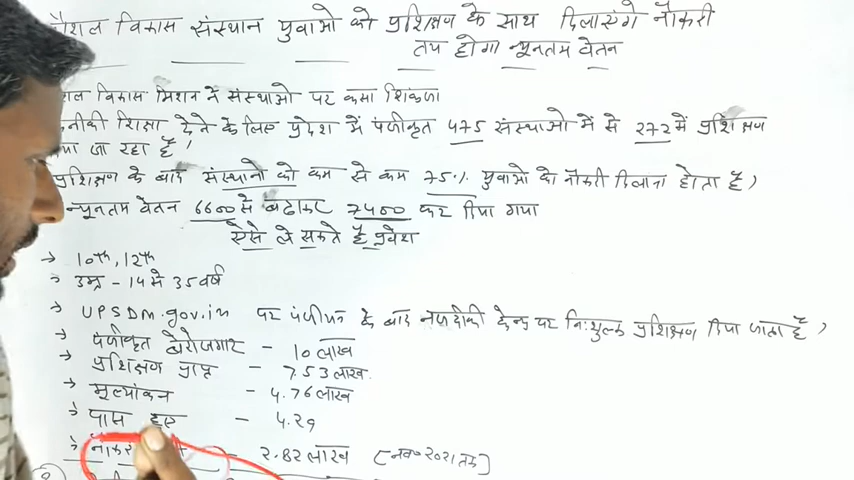 कौशल विकास संस्थान युवाओ को प्रशिक्षण के साथ दिलाएंगे नौकरी
तय होगा न्यूनतम वेतन
विकास मिशन ने संस्थाओ पर कसा शिकंजा
शिक्षा देने के लिए प्रदेश में पंजीकृत 475 संस्थाओ में से 272 में प्रशिक्षण
जा रहा है,
प्रशिक्षण के बाद संस्थानो को कम से कम 75% युवाओ को नौकरी दिलाना होता है,
न्यूनतम वेतन 6600 से बढ़ाकर 7400 कर दिया गया
ऐसे ले सकते हैं प्रवेश
→ 10th, 12th
→ उम्र - 14 से 35 वर्ष
→ UPSDM.gov.in पर पंजीयन के बाद नजदीकी केन्द्र पर निःशुल्क प्रशिक्षण दिया जाता है,
→ पंजीकृत बेरोजगार - 10 लाख
→ प्रशिक्षण प्राप्त - 7.53 लाख
→ मूल्यांकन - 4.76 लाख
→ पास हुए - 4.29
→ - 2.82 लाख [नव० 2021 तक]